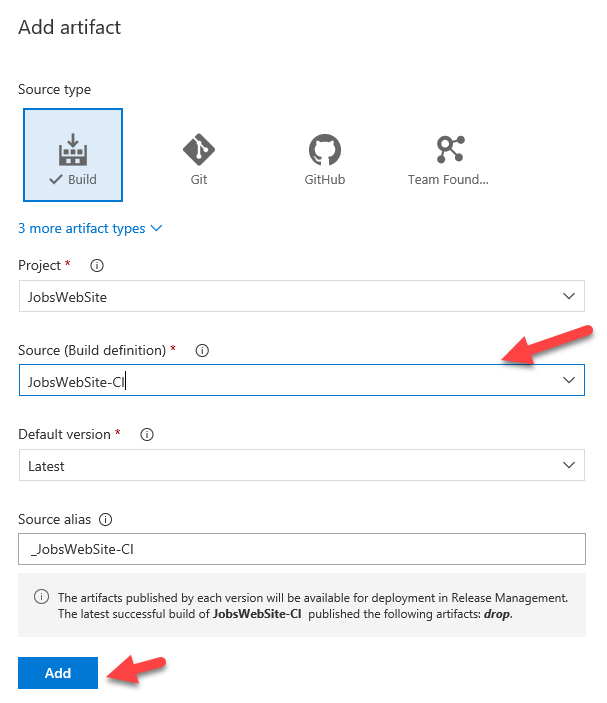 Add artifact
Source type
Build
Git
GitHub
Team Found...
3 more artifact types
Project *
JobsWebSite
Source (Build definition) *
JobsWebSite-CI
Default version *
Latest
Source alias
_JobsWebSite-CI
The artifacts published by each version will be available for deployment in Release Management.
The latest successful build of JobsWebSite-CI published the following artifacts: drop.
Add